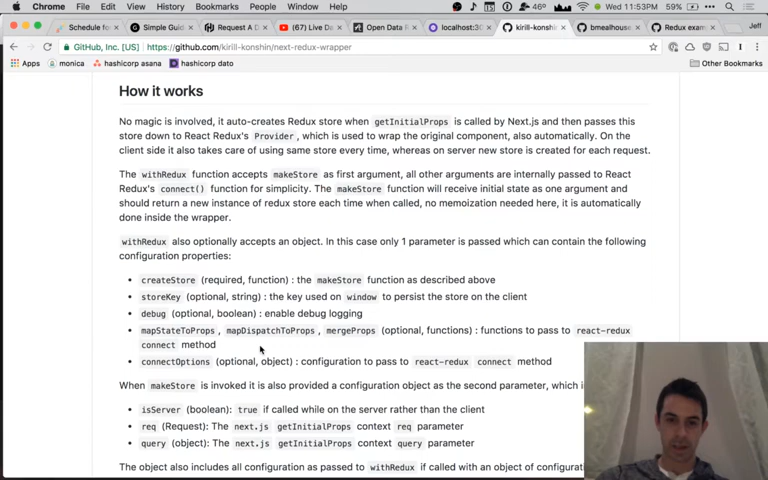 Chrome File Edit View History Bookmarks People Window Help 46° 11:53PM 59%
Schedule fo Simple Guid Request A D (67) Live Da Open Data localhost:30 kirill-konshin bmealhouse Redux exam Jeff
GitHub, Inc. [US] https://github.com/kirill-konshin/next-redux-wrapper
Apps monica hashicorp asana hashicorp dato Other Bookmarks
How it works
No magic is involved, it auto-creates Redux store when getInitialProps is called by Next.js and then passes this
store down to React Redux's Provider, which is used to wrap the original component, also automatically. On the
client side it also takes care of using same store every time, whereas on server new store is created for each request.
The withRedux function accepts makeStore as first argument, all other arguments are internally passed to React
Redux's connect() function for simplicity. The makeStore function will receive initial state as one argument and
should return a new instance of redux store each time when called, no memoization needed here, it is automatically
done inside the wrapper.
withRedux also optionally accepts an object. In this case only 1 parameter is passed which can contain the following
configuration properties:
• createStore (required, function) : the makeStore function as described above
• storeKey (optional, string) : the key used on window to persist the store on the client
• debug (optional, boolean) : enable debug logging
• mapStateToProps, mapDispatchToProps, mergeProps (optional, functions) : functions to pass to react-redux
connect method
• connectOptions (optional, object) : configuration to pass to react-redux connect method
When makeStore is invoked it is also provided a configuration object as the second parameter, which i
• isServer (boolean): true if called while on the server rather than the client
• req (Request): The next.js getInitialProps context req parameter
• query (object): The next.js getInitialProps context query parameter
The object also includes all configuration as passed to withRedux if called with an object of configurat